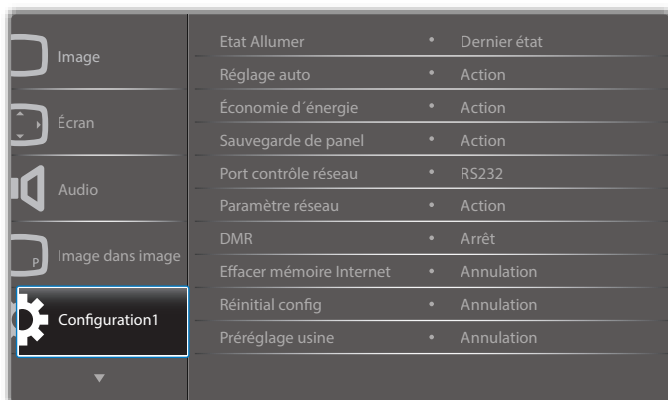 Image
Écran
Audio
P
Image dans image
Configuration1
Etat Allumer • Dernier état
Réglage auto • Action
Économie d´énergie • Action
Sauvegarde de panel • Action
Port contrôle réseau • RS232
Paramètre réseau • Action
DMR • Arrêt
Effacer mémoire Internet • Annulation
Réinitial config • Annulation
Préréglage usine • Annulation